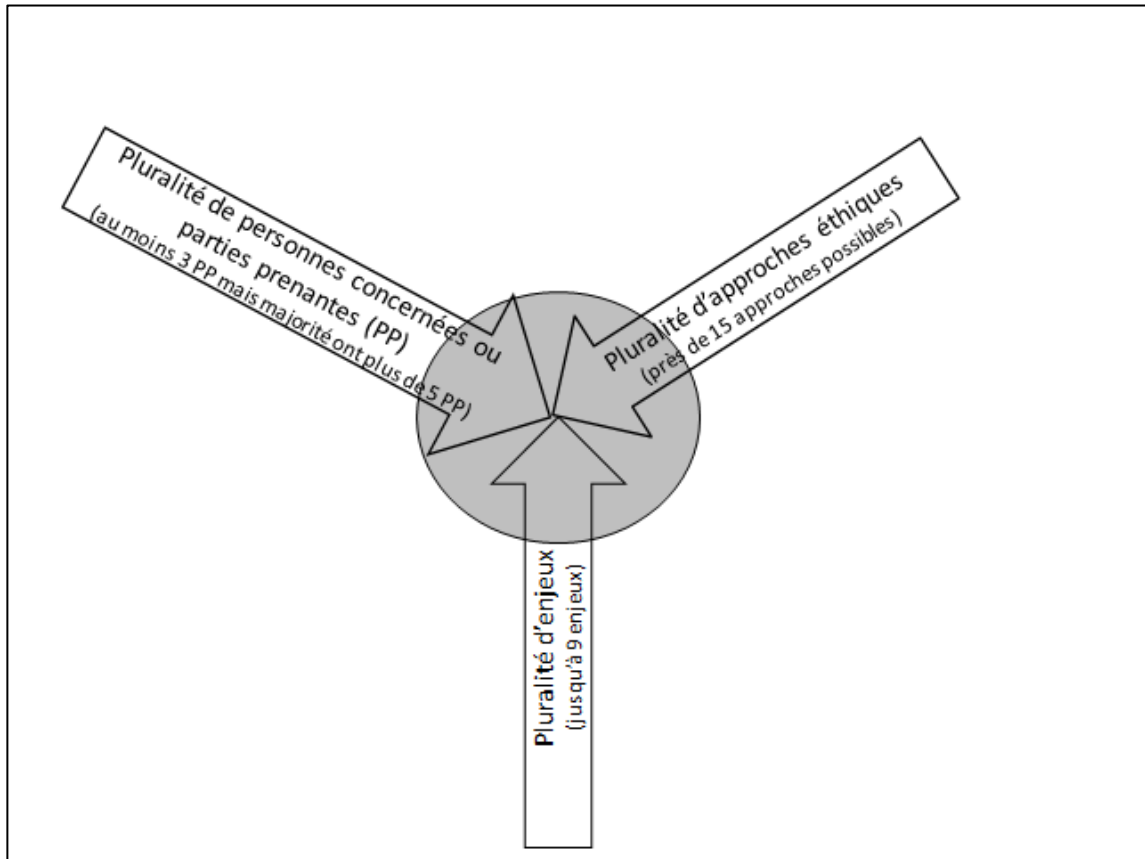 Pluralité de personnes concernées ou
parties prenantes (PP)
(au moins 3 PP mais majorité ont plus de 5 PP)
Pluralité d'approches éthiques
(près de 15 approches possibles)
Pluralité d'enjeux
(jusqu'à 9 enjeux)